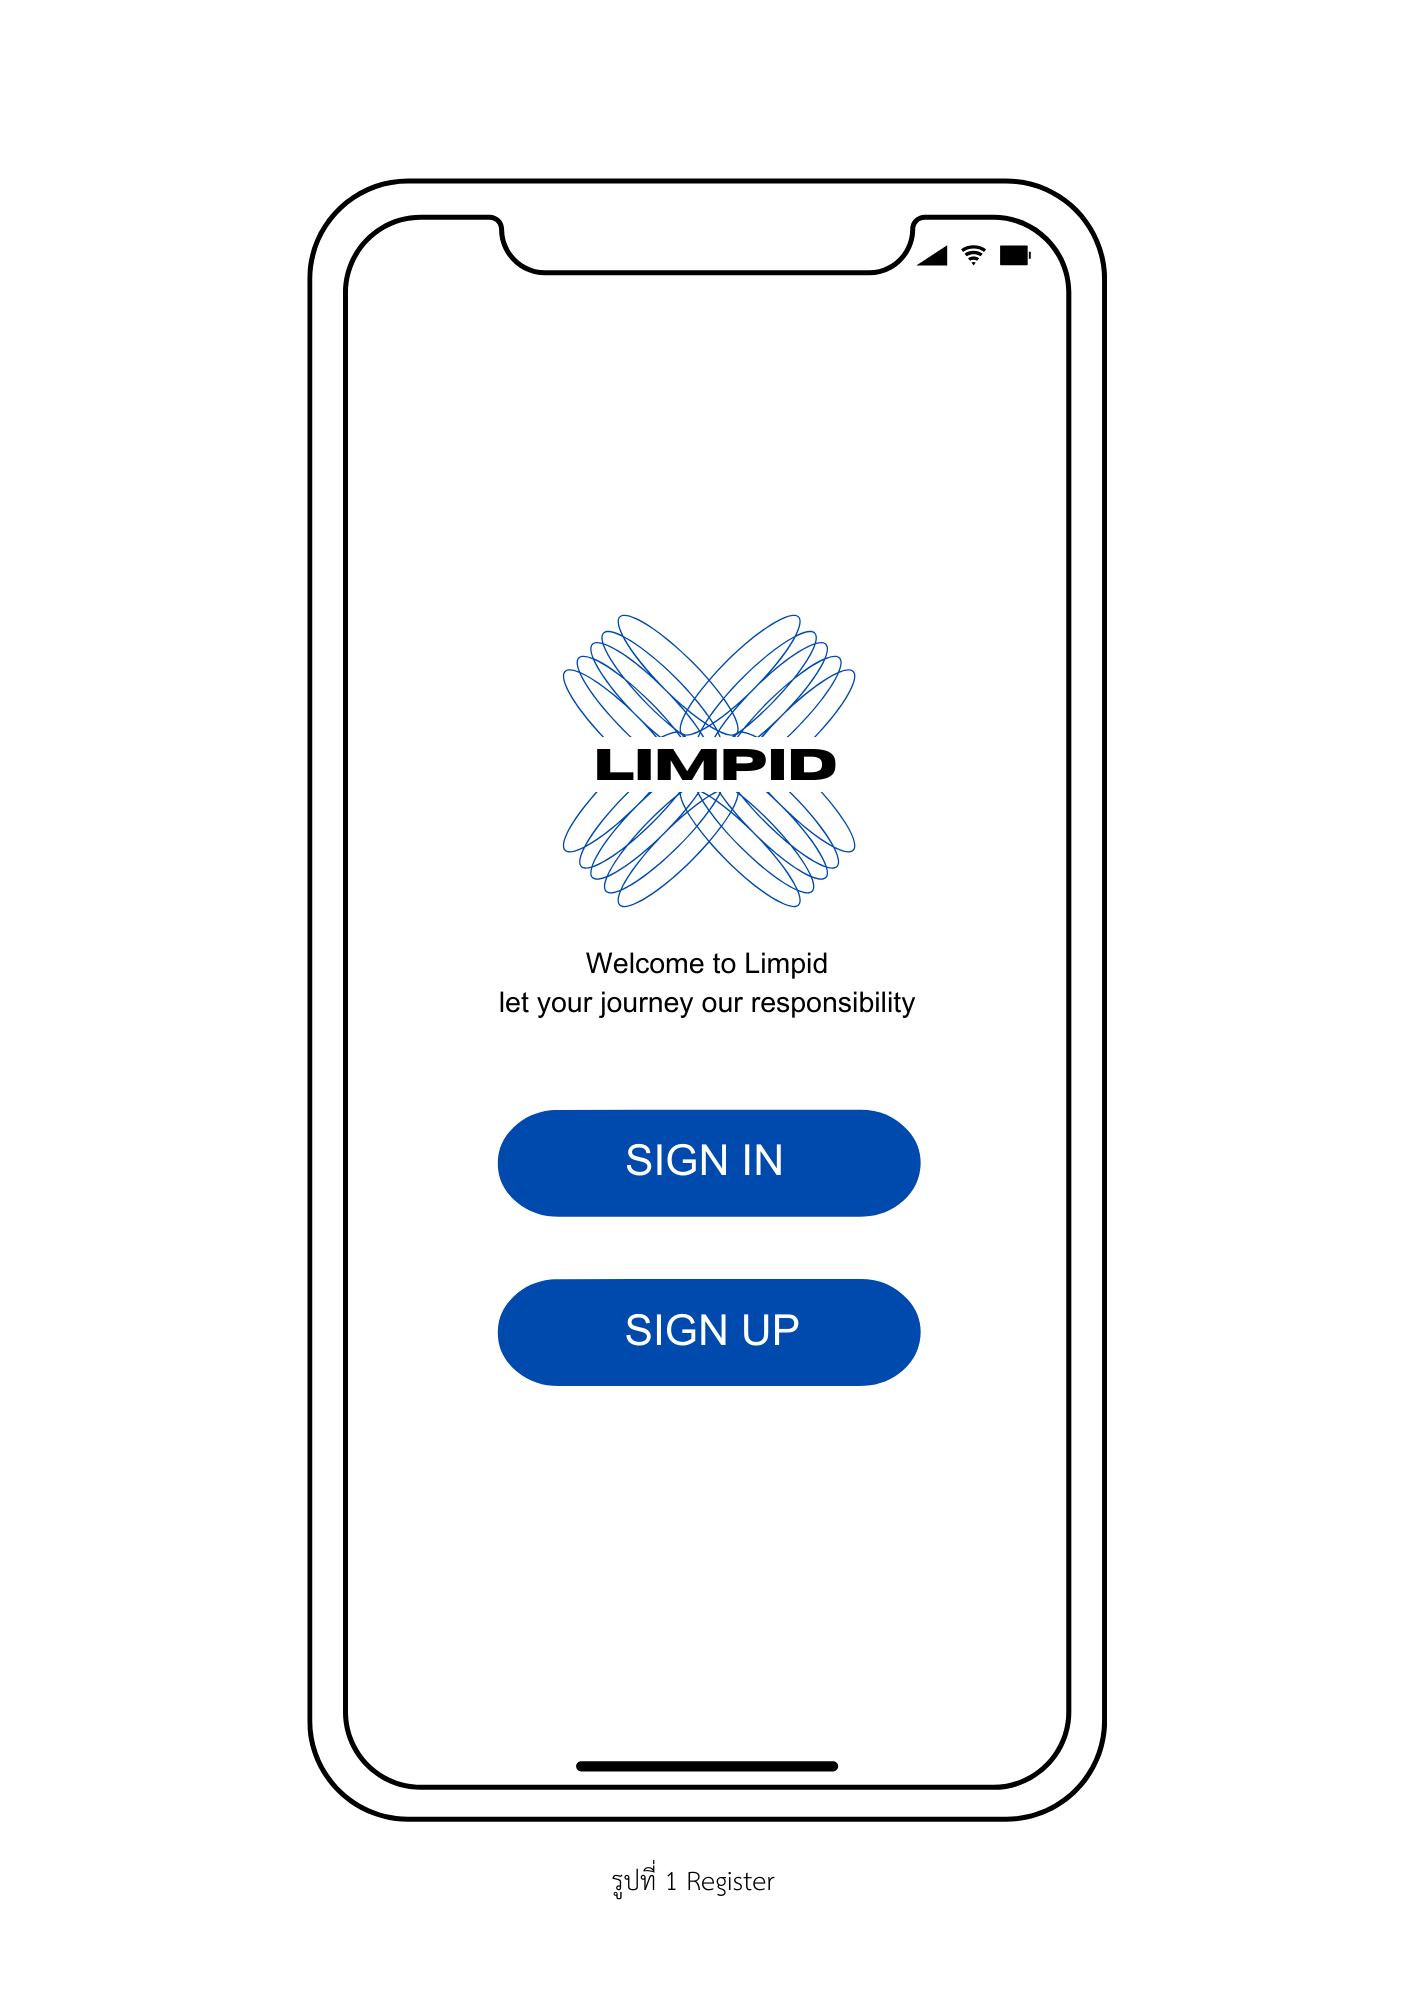 LIMPID
Welcome to Limpid
let your journey our responsibility
SIGN IN
SIGN UP
รูปที่ 1 Register